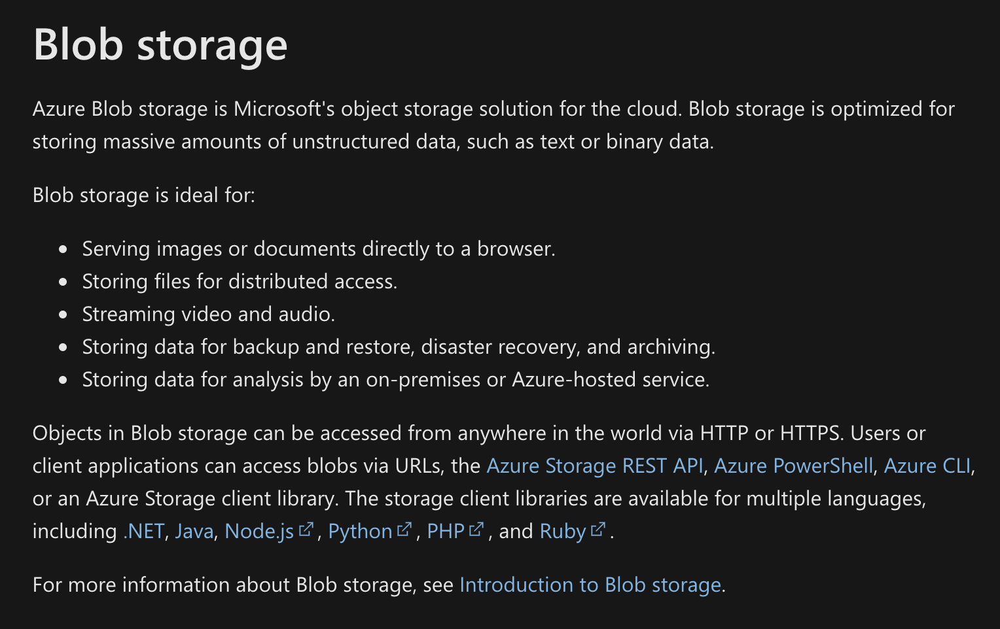 Blob storage
Azure Blob storage is Microsoft's object storage solution for the cloud. Blob storage is optimized for
storing massive amounts of unstructured data, such as text or binary data.
Blob storage is ideal for:
• Serving images or documents directly to a browser.
• Storing files for distributed access.
• Streaming video and audio.
• Storing data for backup and restore, disaster recovery, and archiving.
• Storing data for analysis by an on-premises or Azure-hosted service.
Objects in Blob storage can be accessed from anywhere in the world via HTTP or HTTPS. Users or
client applications can access blobs via URLs, the Azure Storage REST API, Azure PowerShell, Azure CLI,
or an Azure Storage client library. The storage client libraries are available for multiple languages,
including .NET, Java, Node.js, Python, PHP, and Ruby.
For more information about Blob storage, see Introduction to Blob storage.